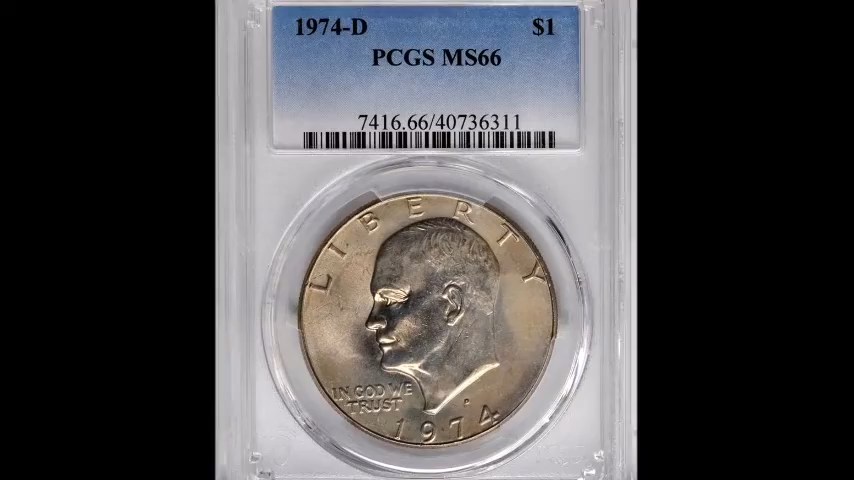 1974-D $1
PCGS MS66
7416.66/40736311
LIBERTY
IN GOD WE
TRUST
D
1974